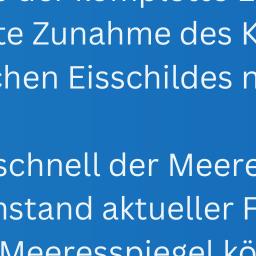 te Zunahme des K
chen Eisschildes n
schnell der Meere
nstand aktueller F
Meeresspiegel kö